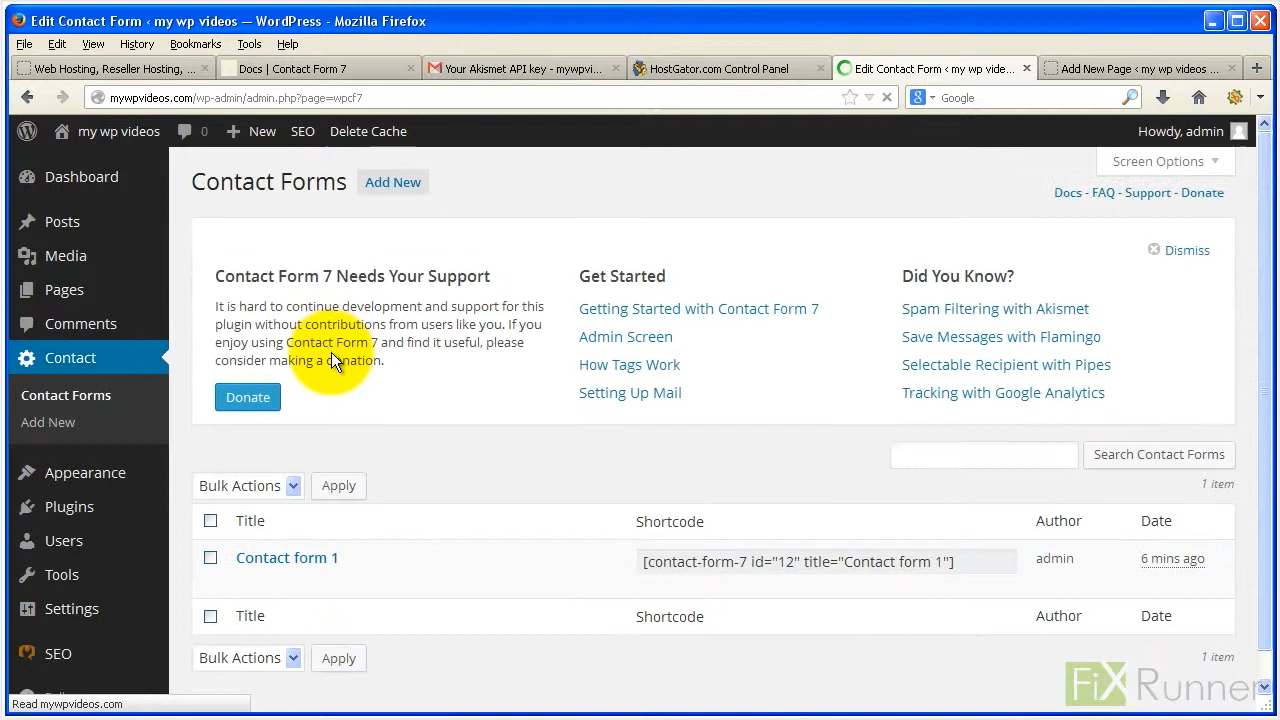 Edit Contact Form ‹ my wp videos — WordPress - Mozilla Firefox
File Edit View History Bookmarks Tools Help
Web Hosting, Reseller Hosting, ... Docs | Contact Form 7 Your Akismet API key - mywpvi... HostGator.com Control Panel Edit Contact Form ‹ my wp vide... Add New Page ‹ my wp videos ...
mywpvideos.com/wp-admin/admin.php?page=wpcf7 Google
my wp videos 0 New SEO Delete Cache Howdy, admin
Screen Options
Contact Forms Add New
Docs - FAQ - Support - Donate
Dashboard
Posts
Media
Pages
Comments
Contact
Contact Forms
Add New
Appearance
Plugins
Users
Tools
Settings
SEO
Dismiss
Contact Form 7 Needs Your Support
It is hard to continue development and support for this
plugin without contributions from users like you. If you
enjoy using Contact Form 7 and find it useful, please
consider making a donation.
Donate
Get Started
Getting Started with Contact Form 7
Admin Screen
How Tags Work
Setting Up Mail
Did You Know?
Spam Filtering with Akismet
Save Messages with Flamingo
Selectable Recipient with Pipes
Tracking with Google Analytics
Search Contact Forms
Bulk Actions Apply 1 item
Title Shortcode Author Date
Contact form 1 [contact-form-7 id="12" title="Contact form 1"] admin 6 mins ago
Title Shortcode Author Date
Bulk Actions Apply 1 item
Read mywpvideos.com
FiX Runner